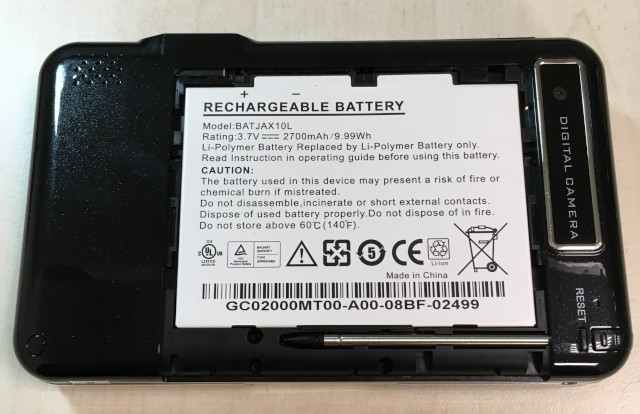 + −
RECHARGEABLE BATTERY
Model:BATJAX10L
Rating:3.7V 2700mAh/9.99Wh
Li-Polymer Battery Replaced by Li-Polymer Battery only.
Read Instruction in operating guide before using this battery.
CAUTION:
The battery used in this device may present a risk of fire or
chemical burn if mistreated.
Do not disassemble,incinerate or short external contacts.
Dispose of used battery properly.Do not dispose of in fire.
Do not store above 60℃ (140℉).
5
Li-ion
Made in China
GC02000MT00-A00-08BF-02499
DIGITAL CAMERA
RESET